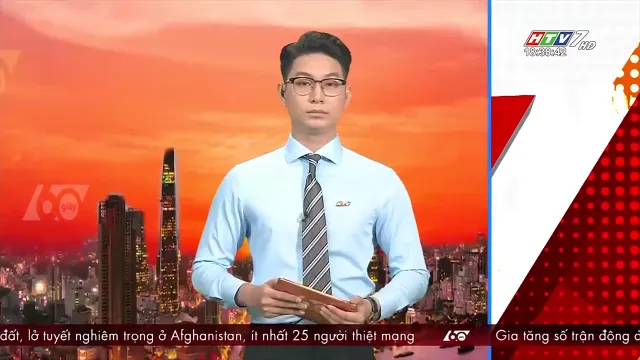 HTV7 HD
18:38:42
60 giây
đất, lở tuyết nghiêm trọng ở Afghanistan, ít nhất 25 người thiệt mạng 60 Gia tăng số trận động đ